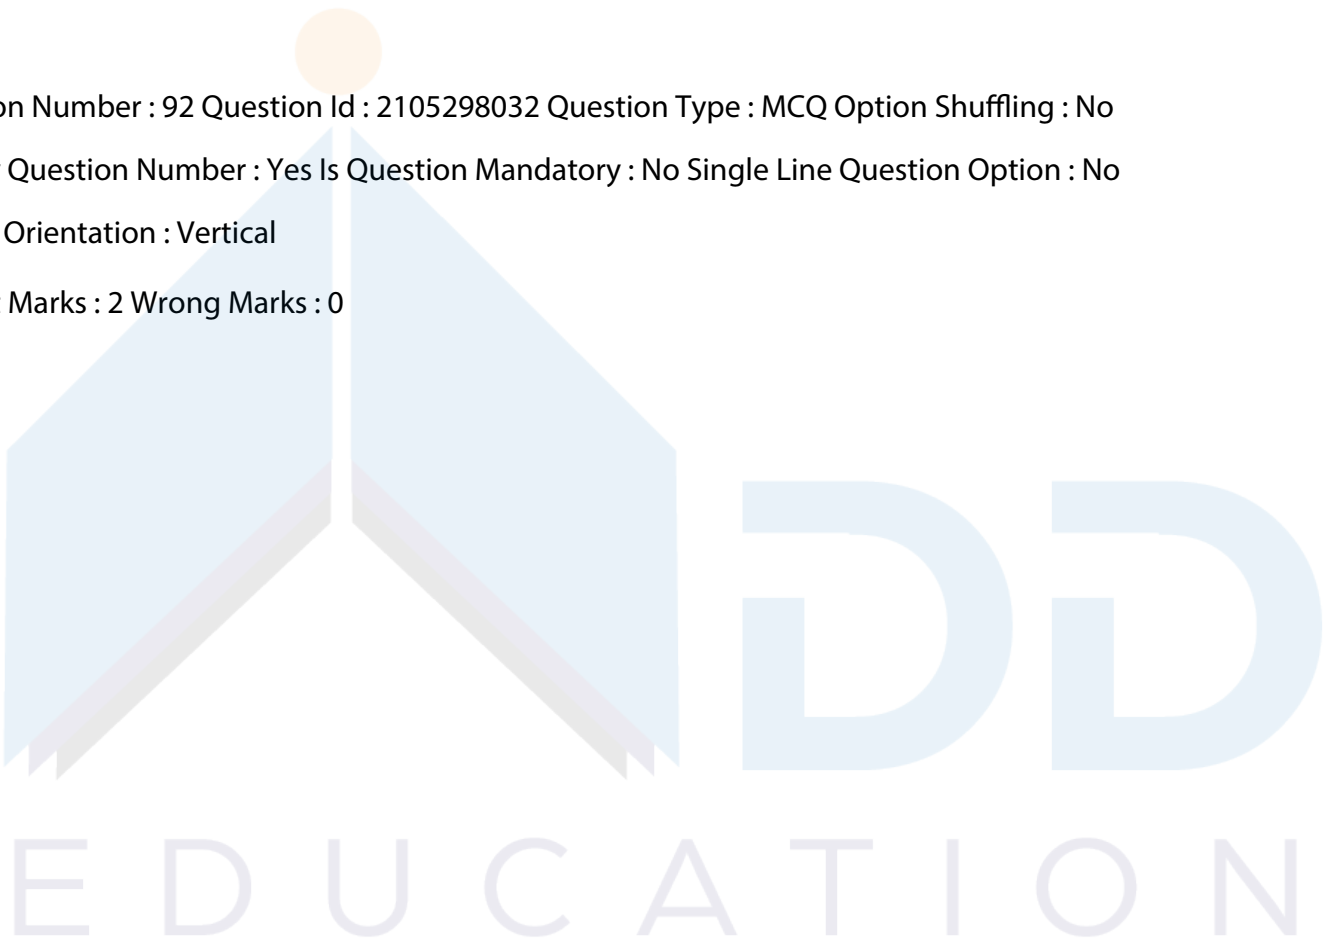 on Number : 92 Question Id : 2105298032 Question Type : MCQ Option Shuffling : No
Question Number : Yes Is Question Mandatory : No Single Line Question Option : No
Orientation : Vertical
Marks : 2 Wrong Marks : 0
DD
EDUCATION